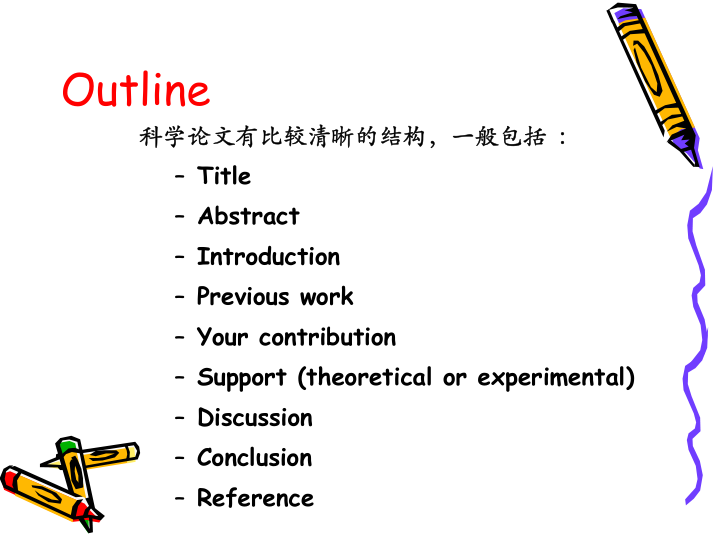 Outline
科学论文有比较清晰的结构，一般包括：
– Title
– Abstract
– Introduction
– Previous work
– Your contribution
– Support (theoretical or experimental)
– Discussion
– Conclusion
– Reference